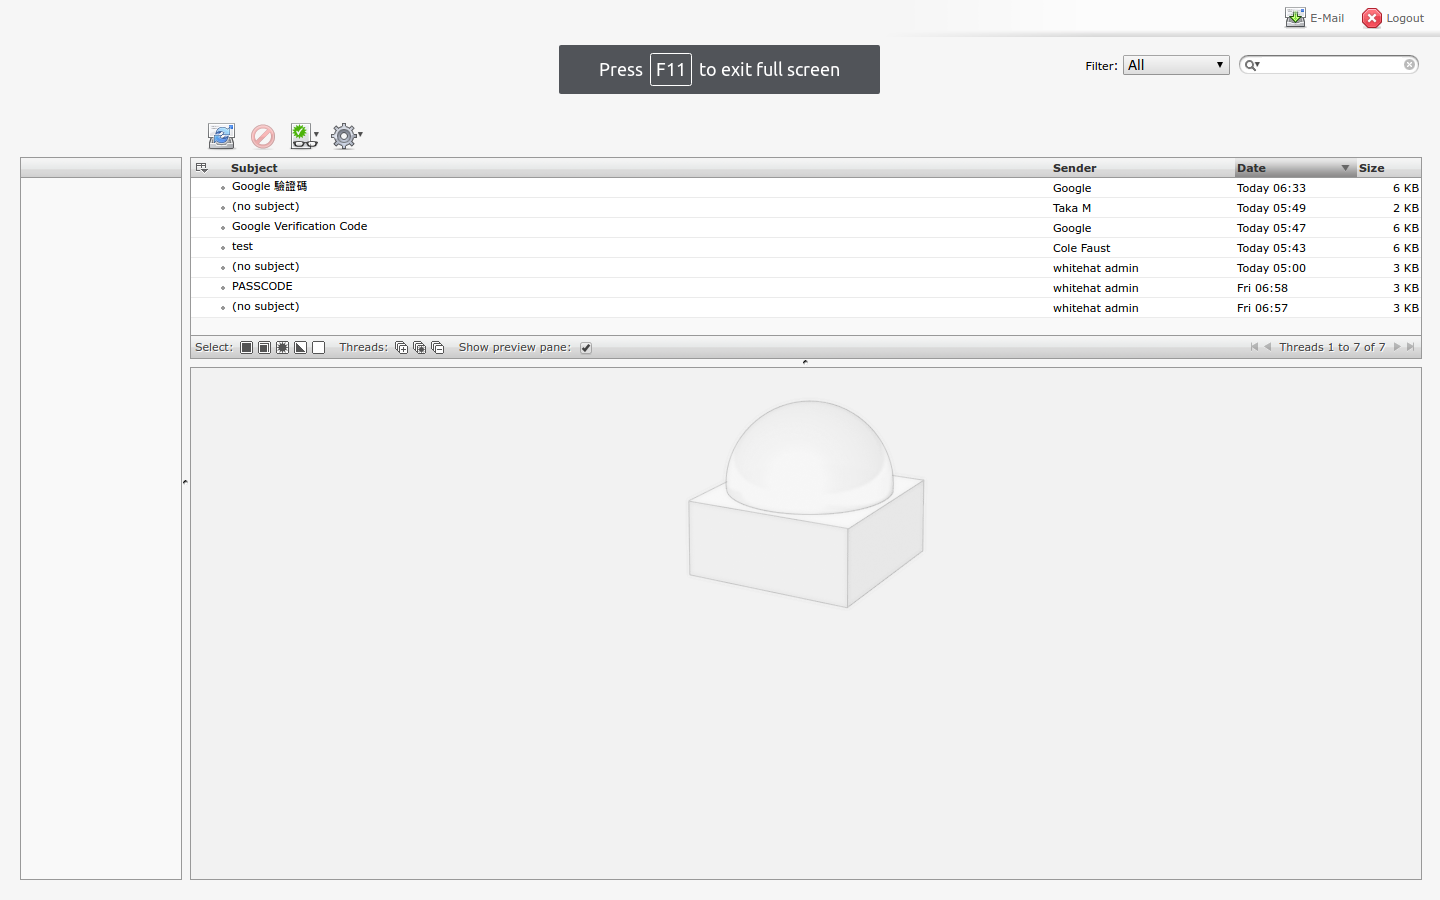 E-Mail Logout
Press F11 to exit full screen
Filter: All
Subject Sender Date Size
Google 驗證碼 Google Today 06:33 6 KB
(no subject) Taka M Today 05:49 2 KB
Google Verification Code Google Today 05:47 6 KB
test Cole Faust Today 05:43 6 KB
(no subject) whitehat admin Today 05:00 3 KB
PASSCODE whitehat admin Fri 06:58 3 KB
(no subject) whitehat admin Fri 06:57 3 KB
Select: Threads: Show preview pane: Threads 1 to 7 of 7